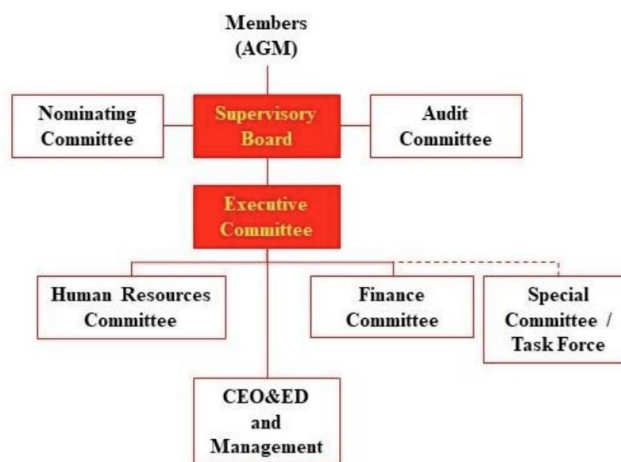 Members
(AGM)
Nominating
Committee
Supervisory
Board
Audit
Committee
Executive
Committee
Human Resources
Committee
Finance
Committee
Special
Committee /
Task Force
CEO&ED
and
Management